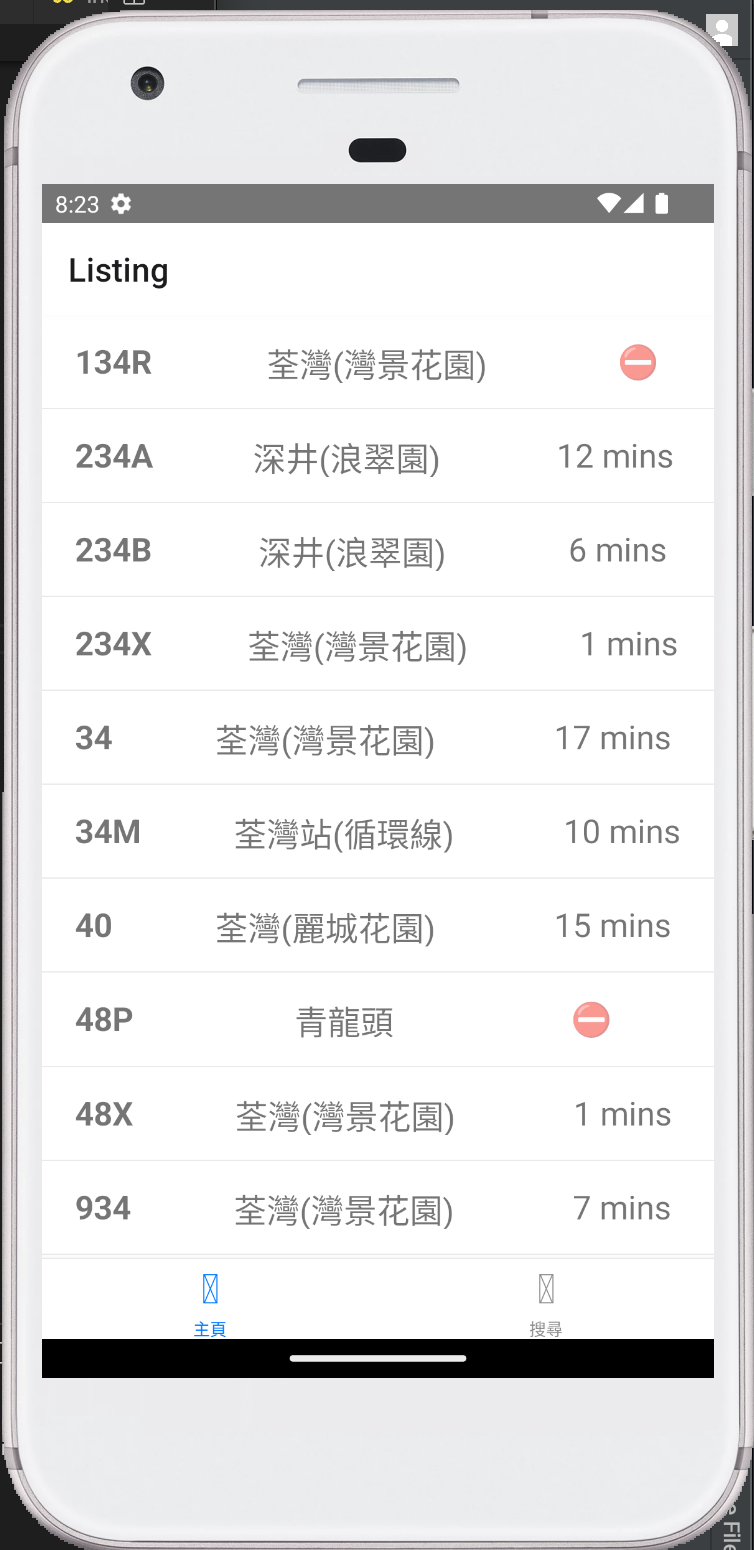 8:23
Listing
134R 荃灣(灣景花園) ⛔
234A 深井(浪翠園) 12 mins
234B 深井(浪翠園) 6 mins
234X 荃灣(灣景花園) 1 mins
34 荃灣(灣景花園) 17 mins
34M 荃灣站(循環線) 10 mins
40 荃灣(麗城花園) 15 mins
48P 青龍頭 ⛔
48X 荃灣(灣景花園) 1 mins
934 荃灣(灣景花園) 7 mins
主頁 搜尋